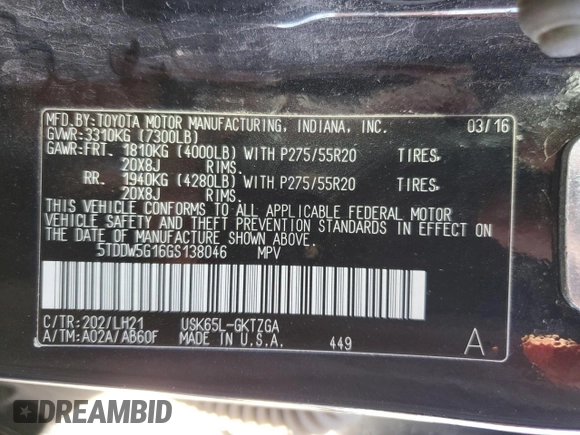 MFD.BY:TOYOTA MOTOR MANUFACTURING, INDIANA, INC. 03/16
GVWR:3310KG (7300LB)
GAWR:FRT. 1810KG (4000LB) WITH P275/55R20 TIRES,
20X8J RIMS.
RR. 1940KG (4280LB) WITH P275/55R20 TIRES,
20X8J RIMS.
THIS VEHICLE CONFORMS TO ALL APPLICABLE FEDERAL MOTOR
VEHICLE SAFETY AND THEFT PREVENTION STANDARDS IN EFFECT ON
THE DATE OF MANUFACTURE SHOWN ABOVE.
5TDDW5G16GS138046 MPV
C/TR:202/LH21 USK65L-GKTZGA
A/TM:A02A/AB60F MADE IN U.S.A. 449 A
DREAMBID